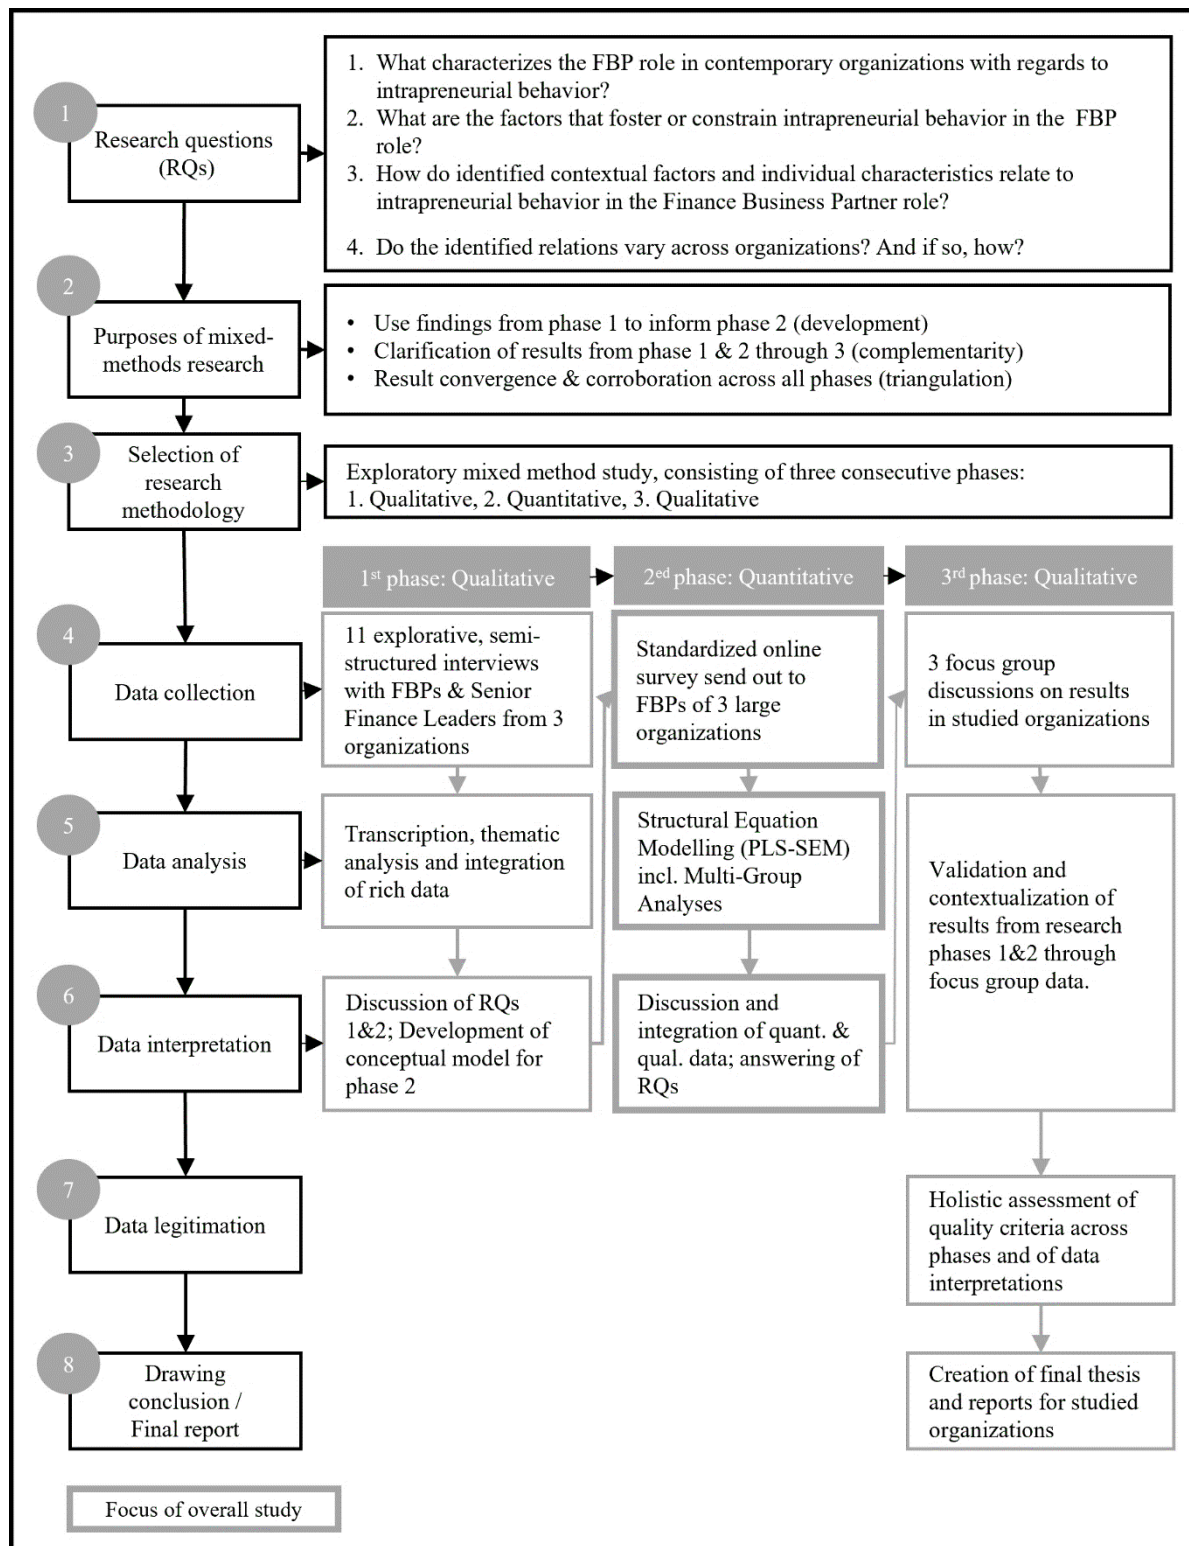 1
Research questions
(RQs)
1. What characterizes the FBP role in contemporary organizations with regards to
intrapreneurial behavior?
2. What are the factors that foster or constrain intrapreneurial behavior in the FBP
role?
3. How do identified contextual factors and individual characteristics relate to
intrapreneurial behavior in the Finance Business Partner role?
4. Do the identified relations vary across organizations? And if so, how?
2
Purposes of mixed-
methods research
• Use findings from phase 1 to inform phase 2 (development)
• Clarification of results from phase 1 & 2 through 3 (complementarity)
• Result convergence & corroboration across all phases (triangulation)
3
Selection of
research
methodology
Exploratory mixed method study, consisting of three consecutive phases:
1. Qualitative, 2. Quantitative, 3. Qualitative
1st phase: Qualitative
2ed phase: Quantitative
3rd phase: Qualitative
4
Data collection
11 explorative, semi-
structured interviews
with FBPs & Senior
Finance Leaders from 3
organizations
Standardized online
survey send out to
FBPs of 3 large
organizations
3 focus group
discussions on results
in studied organizations
5
Data analysis
Transcription, thematic
analysis and integration
of rich data
Structural Equation
Modelling (PLS-SEM)
incl. Multi-Group
Analyses
Validation and
contextualization of
results from research
phases 1&2 through
focus group data.
6
Data interpretation
Discussion of RQs
1&2; Development of
conceptual model for
phase 2
Discussion and
integration of quant. &
qual. data; answering of
RQs
7
Data legitimation
Holistic assessment of
quality criteria across
phases and of data
interpretations
8
Drawing
conclusion /
Final report
Creation of final thesis
and reports for studied
organizations
Focus of overall study